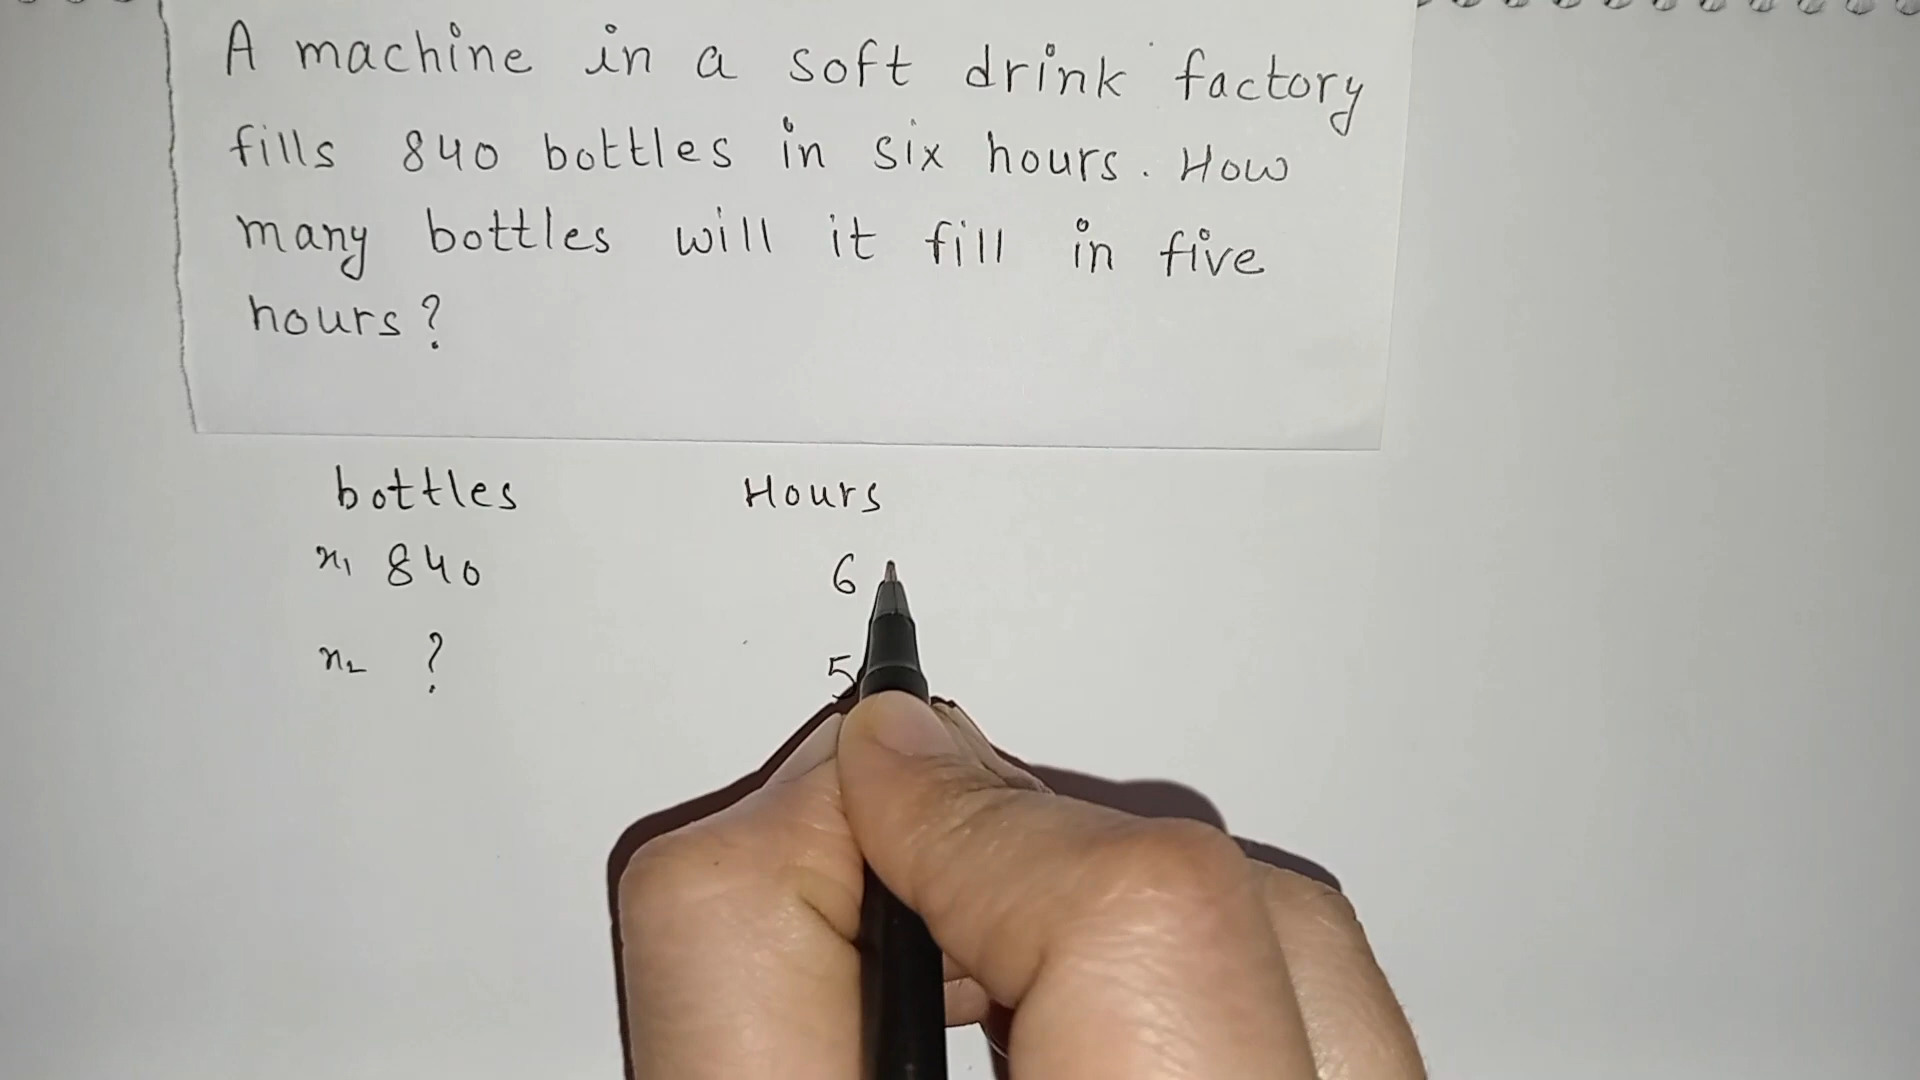 A machine in a soft drink factory
fills 840 bottles in six hours. How
many bottles will it fill in five
hours?
bottles Hours
x₁ 840 6
x₂ ? 5